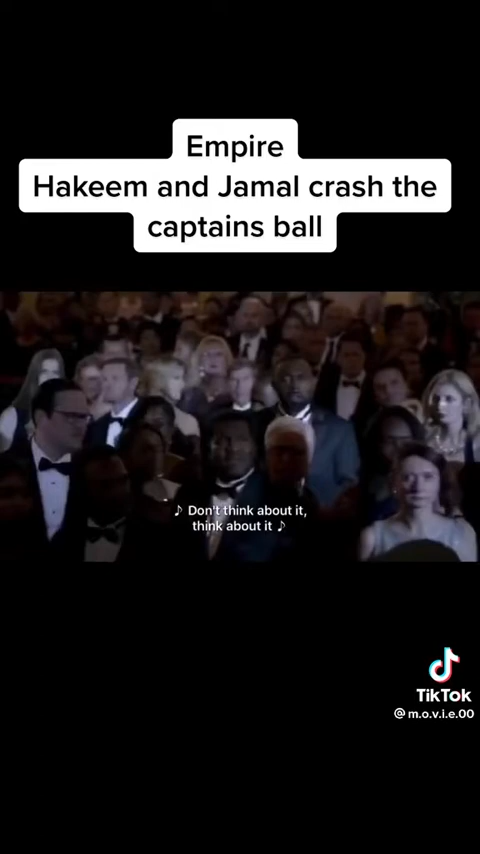 Empire
Hakeem and Jamal crash the
captains ball
♪ Don't think about it,
think about it ♪
TikTok
@m.o.v.i.e.00